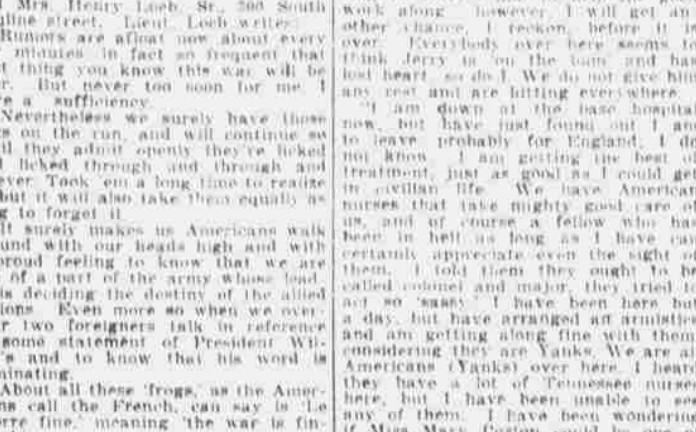 Mrs. Henry Loeb, Sr., 200 South
street. Lieut. Loeb writes:
Rumors are afloat now about every
minutes in fact so frequent that
thing you know this war will be
But never too soon for me. I
a sufficiency.
Nevertheless we surely have those
on the run, and will continue so
they admit openly they're licked
licked through and through and
ever. Took 'em a long time to realize
but it will also take them equally as
to forget it.
It surely makes us Americans walk
with our heads high and with
proud feeling to know that we are
of a part of the army whose lead
is deciding the destiny of the allied
Even more so when we over
two foreigners talk in reference
some statement of President Wil-
and to know that his word is
About all these 'frogs,' as the Amer-
call the French, can say is 'Le
fine,' meaning 'the war is fin-
work along however, I will get an
other chance, I reckon, before it i
over. Everybody over here seems to
think Jerry is 'on the bum' and has
lost heart so do I. We do not give him
any rest and are hitting everywhere.
"I am down at the base hospital
now, but have just found out I am
to leave probably for England; I do
not know. I am getting the best of
treatment, just as good as I could get
in civilian life. We have American
nurses that take mighty good care of
us, and of course a fellow who has
been in hell as long as I have can
certainly appreciate even the sight of
them. I told them they ought to be
called colonel and major, they tried to
act so 'sassy.' I have been here but
a day, but have arranged an armistice
and am getting along fine with them
considering they are Yanks. We are all
Americans (Yanks) over here. I heard
they have a lot of Tennessee nurses
here, but I have been unable to see
any of them. I have been wondering
if Miss Mary could be one